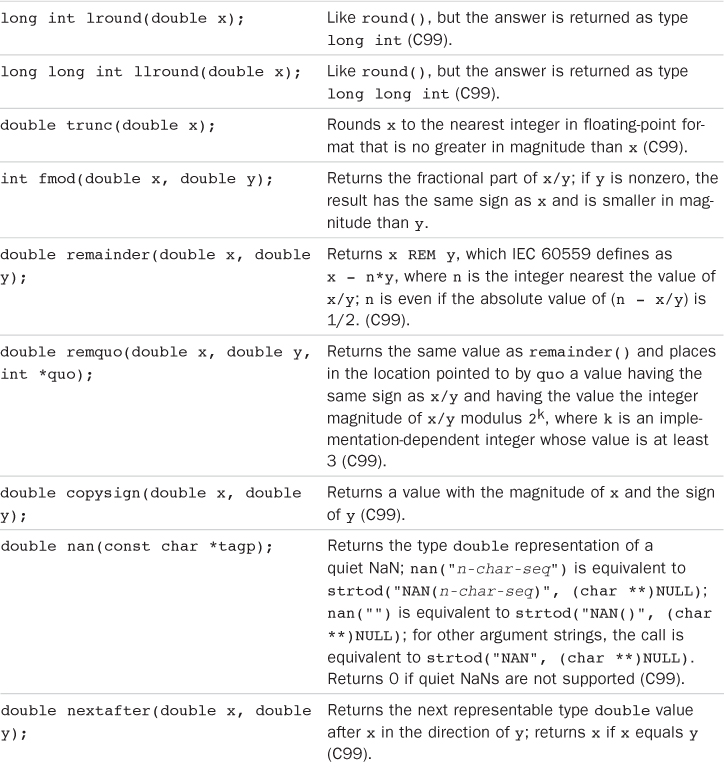 long int lround(double x);
Like round(), but the answer is returned as type
long int (C99).
long long int llround(double x);
Like round(), but the answer is returned as type
long long int (C99).
double trunc(double x);
Rounds x to the nearest integer in floating-point for-
mat that is no greater in magnitude than x (C99).
int fmod(double x, double y);
Returns the fractional part of x/y; if y is nonzero, the
result has the same sign as x and is smaller in mag-
nitude than y.
double remainder(double x, double
y);
Returns x REM y, which IEC 60559 defines as
x – n*y, where n is the integer nearest the value of
x/y; n is even if the absolute value of (n – x/y) is
1/2. (C99).
double remquo(double x, double y,
int *quo);
Returns the same value as remainder() and places
in the location pointed to by quo a value having the
same sign as x/y and having the value the integer
magnitude of x/y modulus 2^k, where k is an imple-
mentation-dependent integer whose value is at least
3 (C99).
double copysign(double x, double
y);
Returns a value with the magnitude of x and the sign
of y (C99).
double nan(const char *tagp);
Returns the type double representation of a
quiet NaN; nan("n-char-seq") is equivalent to
strtod("NAN(n-char-seq)", (char **)NULL);
nan("") is equivalent to strtod("NAN()", (char
**)NULL); for other argument strings, the call is
equivalent to strtod("NAN", (char **)NULL).
Returns 0 if quiet NaNs are not supported (C99).
double nextafter(double x, double
y);
Returns the next representable type double value
after x in the direction of y; returns x if x equals y
(C99).